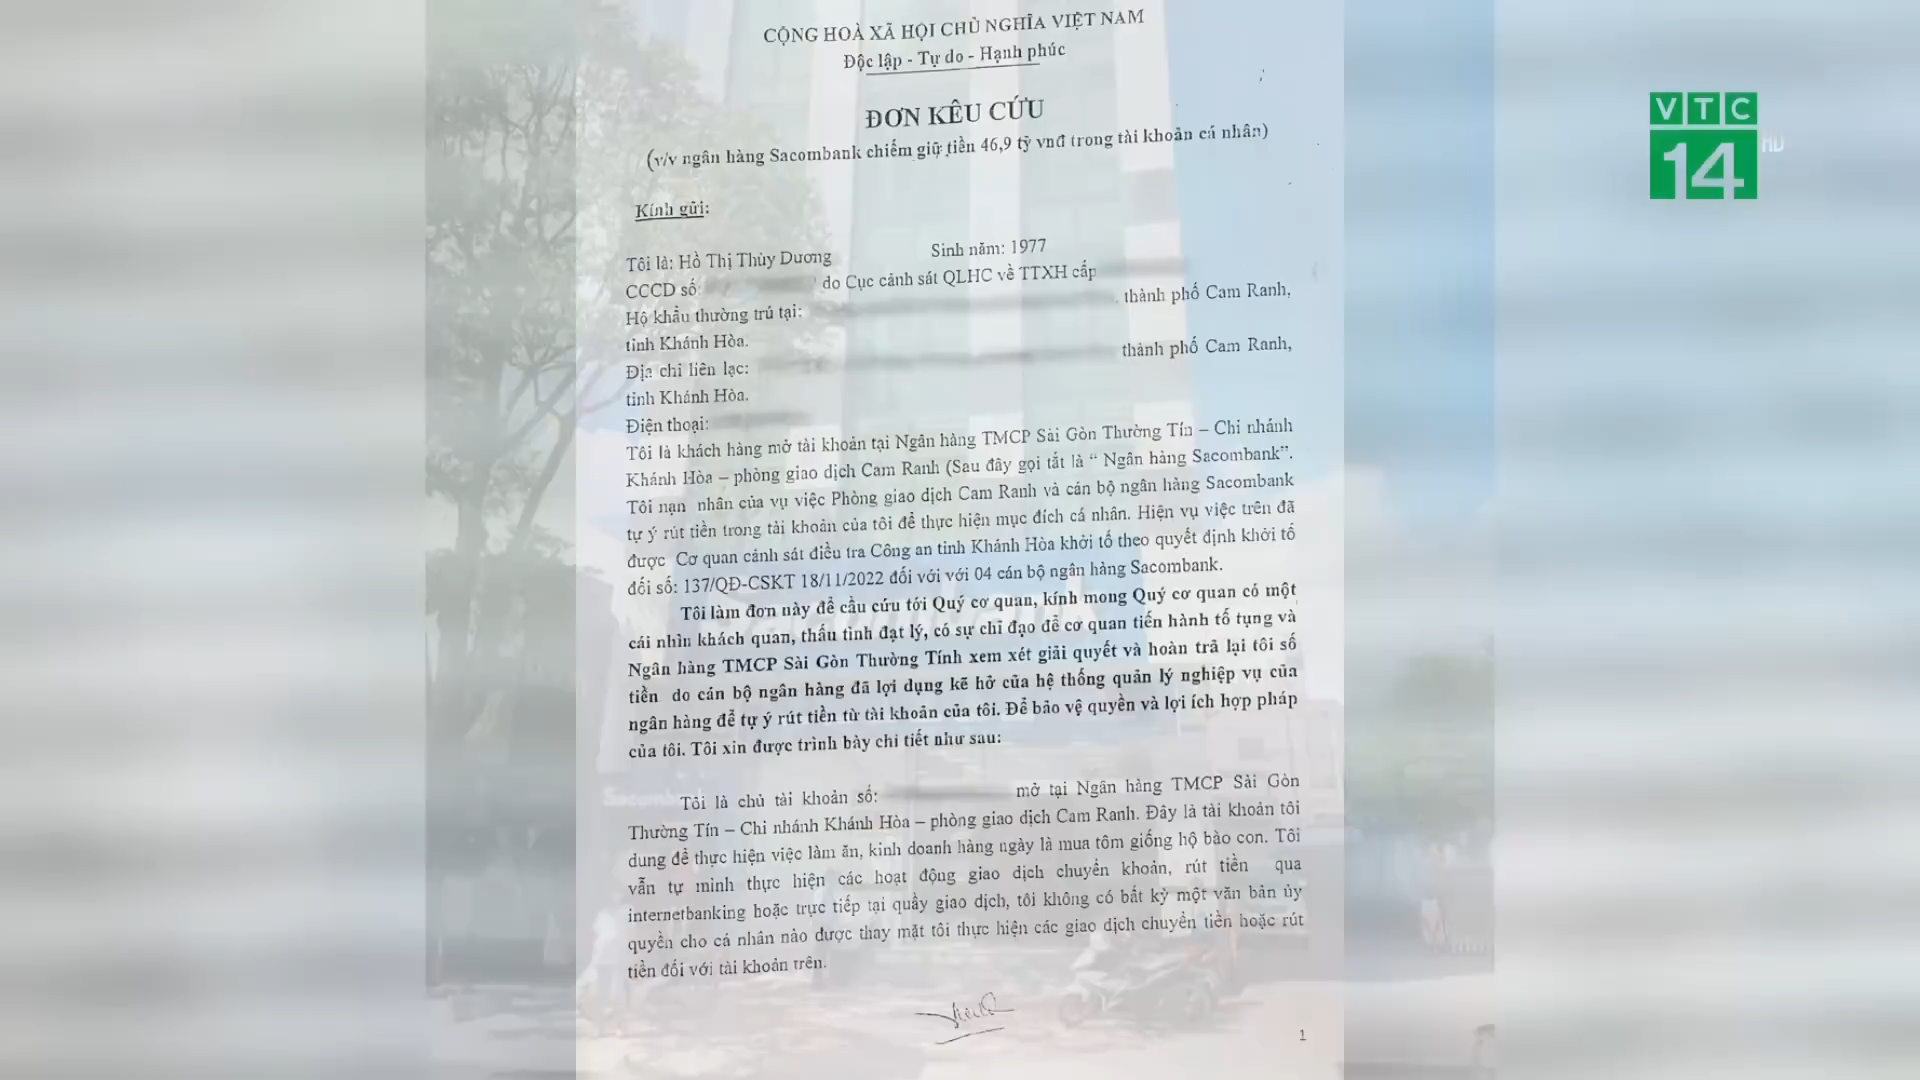 CỘNG HOÀ XÃ HỘI CHỦ NGHĨA VIỆT NAM
Độc lập - Tự do - Hạnh phúc
ĐƠN KÊU CỨU
(v/v ngân hàng Sacombank chiếm giữ tiền 46,9 tỷ vnđ trong tài khoản cá nhân)
VTC
14
HD
Kính gửi:
Tôi là: Hồ Thị Thùy Dương Sinh năm: 1977
CCCD số: do Cục cảnh sát QLHC về TTXH cấp
Hộ khẩu thường trú tại: thành phố Cam Ranh,
tỉnh Khánh Hòa.
Địa chỉ liên lạc: thành phố Cam Ranh,
tỉnh Khánh Hòa.
Điện thoại:
Tôi là khách hàng mở tài khoản tại Ngân hàng TMCP Sài Gòn Thường Tín – Chi nhánh
Khánh Hòa – phòng giao dịch Cam Ranh (Sau đây gọi tắt là “ Ngân hàng Sacombank”.
Tôi nạn nhân của vụ việc Phòng giao dịch Cam Ranh và cán bộ ngân hàng Sacombank
tự ý rút tiền trong tài khoản của tôi để thực hiện mục đích cá nhân. Hiện vụ việc trên đã
được Cơ quan cảnh sát điều tra Công an tỉnh Khánh Hòa khởi tố theo quyết định khởi tố
đối số: 137/QĐ-CSKT 18/11/2022 đối với với 04 cán bộ ngân hàng Sacombank.
Tôi làm đơn này để cầu cứu tới Quý cơ quan, kính mong Quý cơ quan có một
cái nhìn khách quan, thấu tình đạt lý, có sự chỉ đạo để cơ quan tiến hành tố tụng và
Ngân hàng TMCP Sài Gòn Thường Tính xem xét giải quyết và hoàn trả lại tôi số
tiền do cán bộ ngân hàng đã lợi dụng kẽ hở của hệ thống quản lý nghiệp vụ của
ngân hàng để tự ý rút tiền từ tài khoản của tôi. Để bảo vệ quyền và lợi ích hợp pháp
của tôi. Tôi xin được trình bày chi tiết như sau:
Tôi là chủ tài khoản số: mở tại Ngân hàng TMCP Sài Gòn
Thường Tín – Chi nhánh Khánh Hòa – phòng giao dịch Cam Ranh. Đây là tài khoản tôi
dung để thực hiện việc làm ăn, kinh doanh hàng ngày là mua tôm giống hộ bào con. Tôi
vẫn tự mình thực hiện các hoạt động giao dịch chuyển khoản, rút tiền qua
internetbanking hoặc trực tiếp tại quầy giao dịch, tôi không có bất kỳ một văn bản ủy
quyền cho cá nhân nào được thay mặt tôi thực hiện các giao dịch chuyển tiền hoặc rút
tiền đối với tài khoản trên.
1